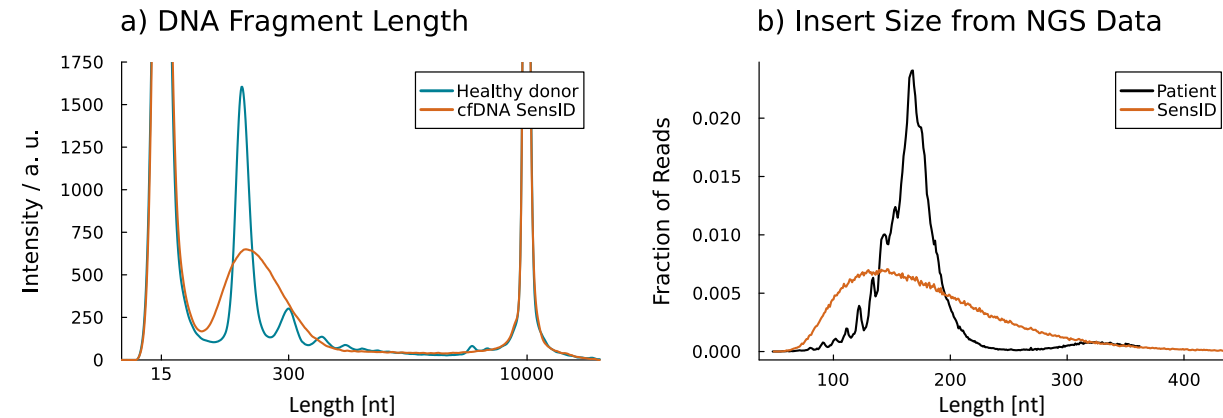 a) DNA Fragment Length
Intensity / a. u.
1750
1500
1250
1000
750
500
250
0
15
300
10000
Length [nt]
Healthy donor
cfDNA SensID
b) Insert Size from NGS Data
Fraction of Reads
0.020
0.015
0.010
0.005
0.000
100
200
300
400
Length [nt]
Patient
SensID